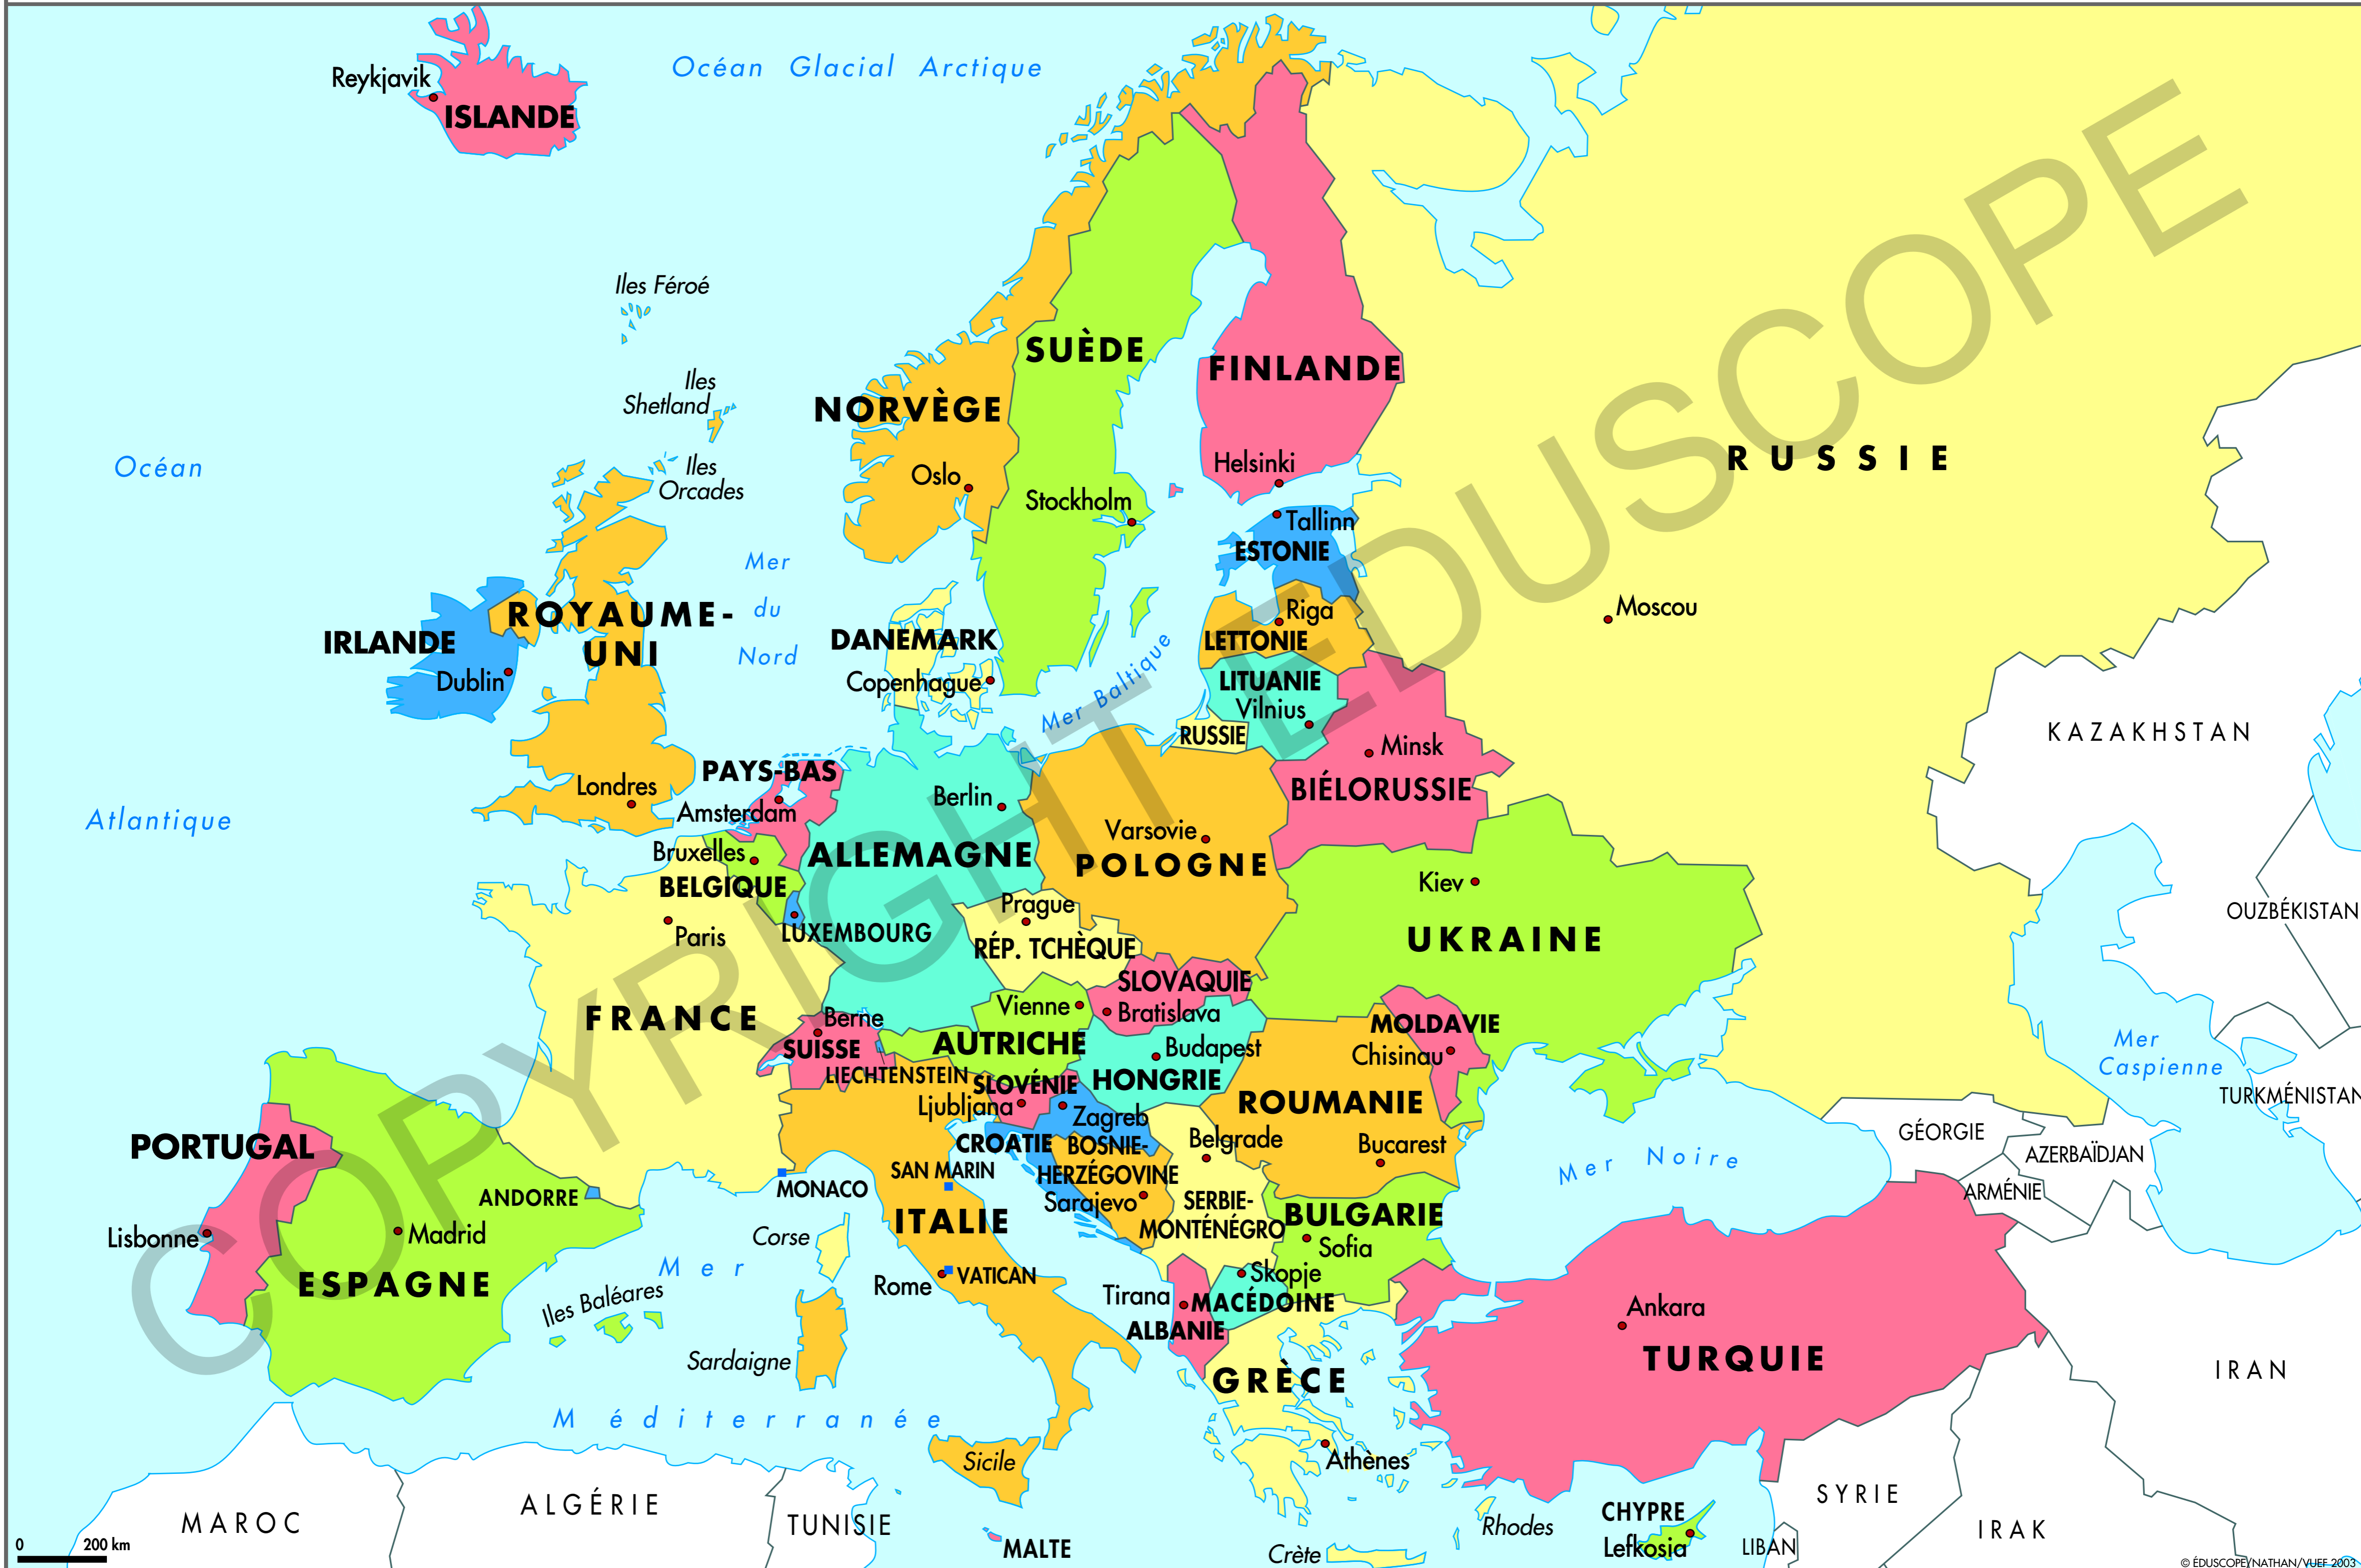 Océan Glacial Arctique
Reykjavik
ISLANDE
Iles Féroé
Iles
Shetland
Iles
Orcades
SUÈDE
FINLANDE
NORVÈGE
Oslo
Stockholm
Helsinki
RUSSIE
Océan
Atlantique
Mer
du
Nord
Tallinn
ESTONIE
Riga
LETTONIE
Moscou
ROYAUME-
UNI
IRLANDE
Dublin
Londres
DANEMARK
Copenhague
Mer Baltique
LITUANIE
Vilnius
RUSSIE
Minsk
BIÉLORUSSIE
KAZAKHSTAN
PAYS-BAS
Amsterdam
Berlin
ALLEMAGNE
Varsovie
POLOGNE
Bruxelles
BELGIQUE
LUXEMBOURG
Paris
FRANCE
Prague
RÉP. TCHÈQUE
Kiev
UKRAINE
OUZBÉKISTAN
SLOVAQUIE
Bratislava
Vienne
AUTRICHE
Berne
SUISSE
LIECHTENSTEIN
Budapest
HONGRIE
MOLDAVIE
Chisinau
Mer
Caspienne
TURKMÉNISTAN
SLOVÉNIE
Ljubljana
Zagreb
CROATIE
BOSNIE-
HERZÉGOVINE
Sarajevo
Belgrade
SERBIE-
MONTÉNÉGRO
ROUMANIE
Bucarest
Mer Noire
GÉORGIE
AZERBAÏDJAN
ARMÉNIE
PORTUGAL
Lisbonne
ANDORRE
Madrid
ESPAGNE
MONACO
SAN MARIN
ITALIE
Corse
Rome
VATICAN
BULGARIE
Sofia
Skopje
MACÉDOINE
Tirana
ALBANIE
GRÈCE
Athènes
Ankara
TURQUIE
IRAN
Iles Baléares
Mer
Méditerranée
Sardaigne
Sicile
MAROC
ALGÉRIE
TUNISIE
MALTE
Crète
Rhodes
CHYPRE
Lefkosia
LIBAN
SYRIE
IRAK
0 200 km
© ÉDUSCOPE/NATHAN/VUEF 2003
COPYRIGHT EDUSCOPE